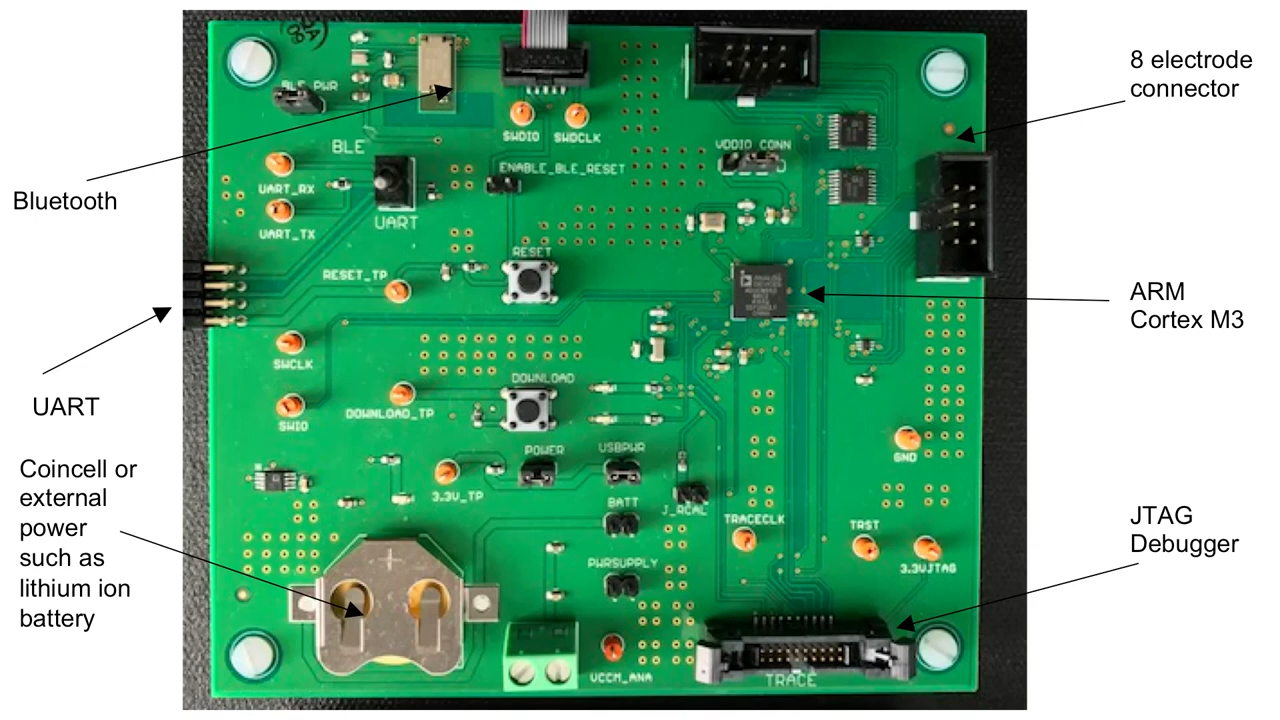 8 electrode
connector
BLE_PWR
SWDIO
SWDCLK
BLE
VDDIO_CONN
ENABLE_BLE_RESET
UART_RX
Bluetooth
UART_TX
UART
RESET
RESET_TP
ANALOG
DEVICES
ARM
Cortex M3
SWCLK
UART
DOWNLOAD
DOWNLOAD_TP
SWIO
GND
POWER
USBPWR
Coincell or
external
power
such as
lithium ion
battery
3.3V_TP
BATT
J_RCAL
TRACECLK
TRST
3.3VJTAG
JTAG
Debugger
PWRSUPPLY
+
VCCM_ANA
TRACE